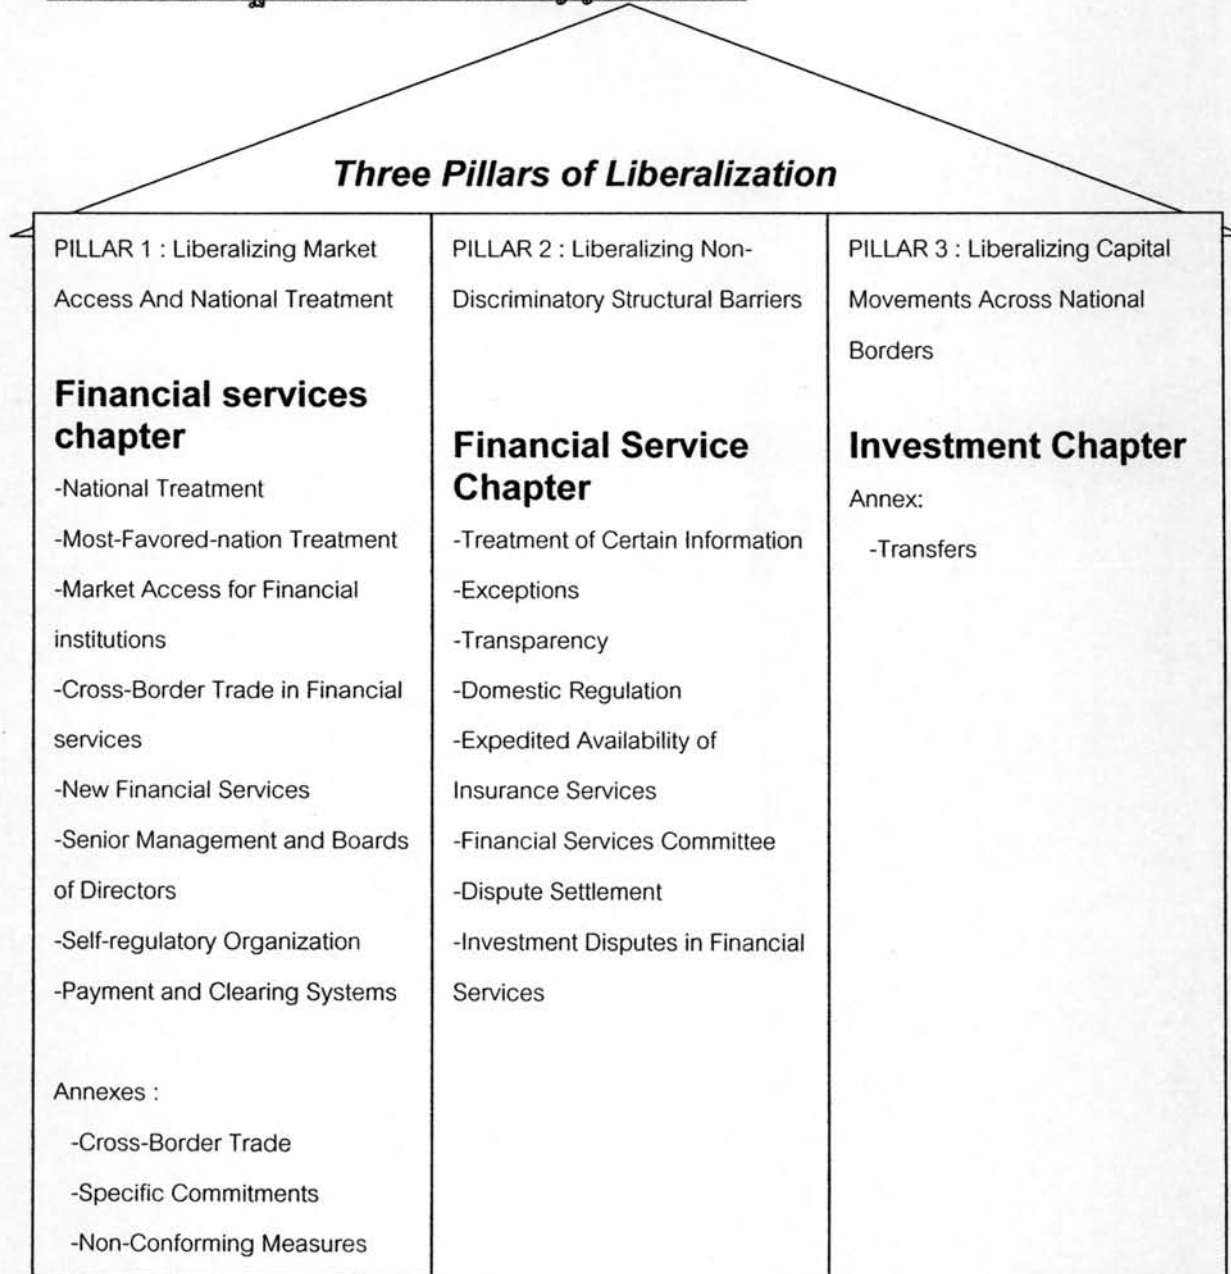 Three Pillars of Liberalization
PILLAR 1 : Liberalizing Market
Access And National Treatment
Financial services
chapter
-National Treatment
-Most-Favored-nation Treatment
-Market Access for Financial
institutions
-Cross-Border Trade in Financial
services
-New Financial Services
-Senior Management and Boards
of Directors
-Self-regulatory Organization
-Payment and Clearing Systems
Annexes :
-Cross-Border Trade
-Specific Commitments
-Non-Conforming Measures
PILLAR 2 : Liberalizing Non-
Discriminatory Structural Barriers
Financial Service
Chapter
-Treatment of Certain Information
-Exceptions
-Transparency
-Domestic Regulation
-Expedited Availability of
Insurance Services
-Financial Services Committee
-Dispute Settlement
-Investment Disputes in Financial
Services
PILLAR 3 : Liberalizing Capital
Movements Across National
Borders
Investment Chapter
Annex:
-Transfers